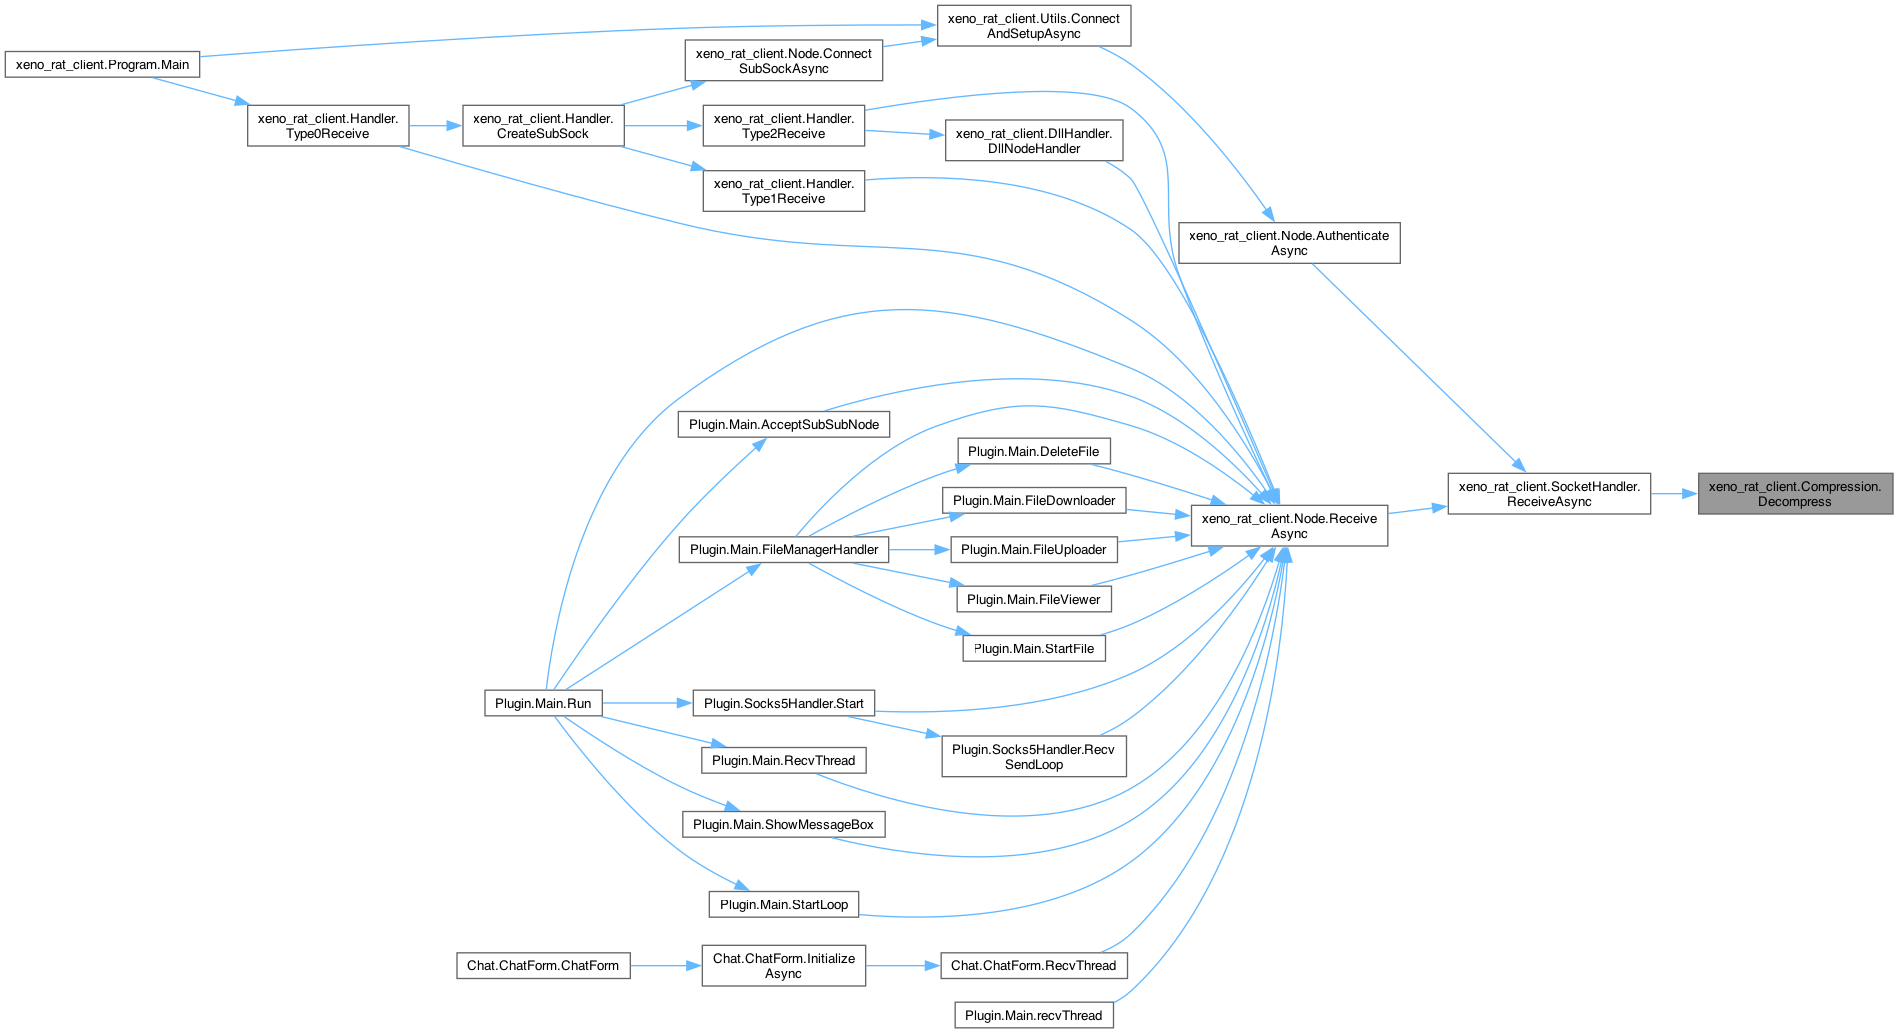 xeno_rat_client.Utils.Connect
AndSetupAsync
xeno_rat_client.Program.Main
xeno_rat_client.Node.Connect
SubSockAsync
xeno_rat_client.Handler.
Type0Receive
xeno_rat_client.Handler.
CreateSubSock
xeno_rat_client.Handler.
Type2Receive
xeno_rat_client.DllHandler.
DllNodeHandler
xeno_rat_client.Handler.
Type1Receive
xeno_rat_client.Node.Authenticate
Async
Plugin.Main.AcceptSubSubNode
Plugin.Main.DeleteFile
Plugin.Main.FileDownloader
xeno_rat_client.Node.Receive
Async
xeno_rat_client.SocketHandler.
ReceiveAsync
xeno_rat_client.Compression.
Decompress
Plugin.Main.FileManagerHandler
Plugin.Main.FileUploader
Plugin.Main.FileViewer
Plugin.Main.StartFile
Plugin.Main.Run
Plugin.Socks5Handler.Start
Plugin.Socks5Handler.Recv
SendLoop
Plugin.Main.RecvThread
Plugin.Main.ShowMessageBox
Plugin.Main.StartLoop
Chat.ChatForm.ChatForm
Chat.ChatForm.Initialize
Async
Chat.ChatForm.RecvThread
Plugin.Main.recvThread